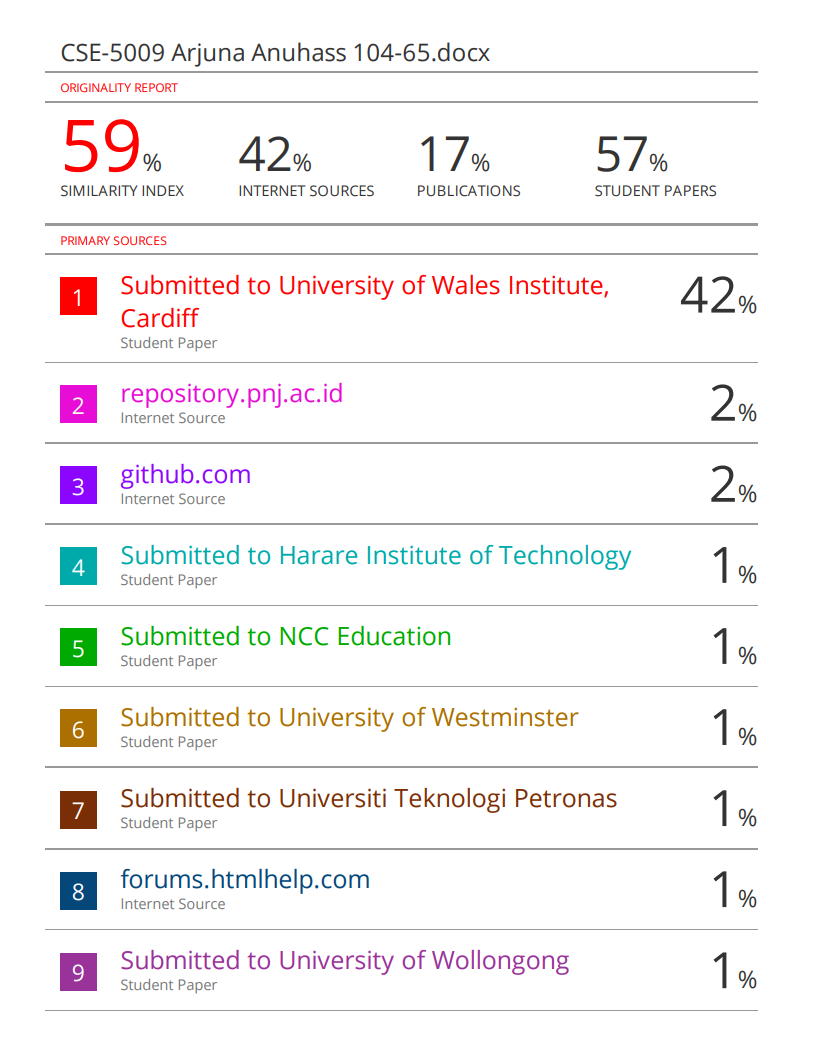 CSE-5009 Arjuna Anuhass 104-65.docx
ORIGINALITY REPORT
59% 42% 17% 57%
SIMILARITY INDEX INTERNET SOURCES PUBLICATIONS STUDENT PAPERS
PRIMARY SOURCES
1 Submitted to University of Wales Institute, 42%
Cardiff
Student Paper
2 repository.pnj.ac.id 2%
Internet Source
3 github.com 2%
Internet Source
4 Submitted to Harare Institute of Technology 1%
Student Paper
5 Submitted to NCC Education 1%
Student Paper
6 Submitted to University of Westminster 1%
Student Paper
7 Submitted to Universiti Teknologi Petronas 1%
Student Paper
8 forums.htmlhelp.com 1%
Internet Source
9 Submitted to University of Wollongong 1%
Student Paper